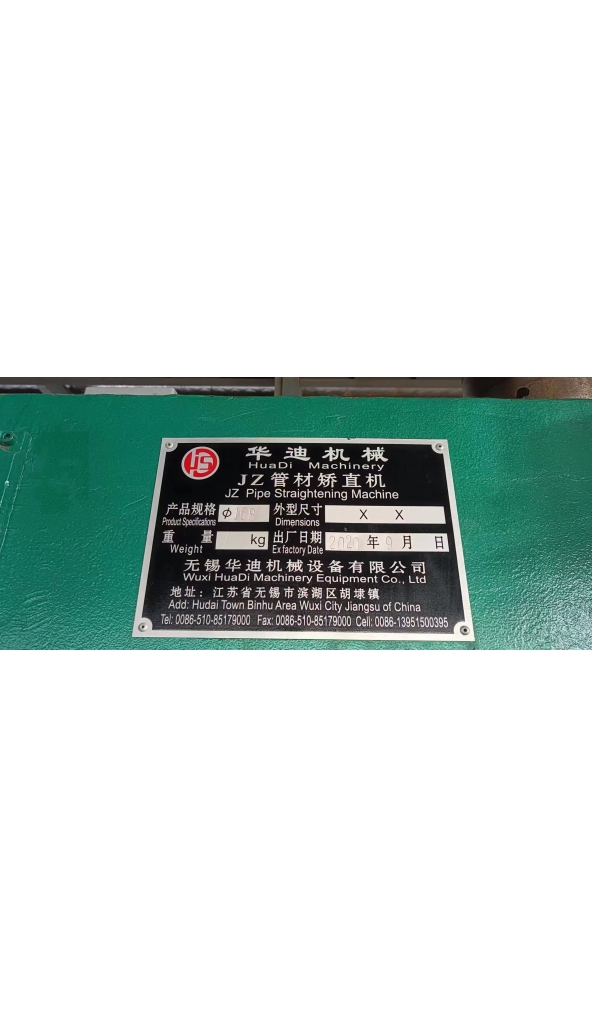 华迪机械
HuaDi Machinery
JZ管材矫直机
JZ Pipe Straightening Machine
产品规格 φ 外型尺寸 X X
Product Specifications Dimensions
重量 kg 出厂日期 2020年9月 日
Weight Ex factory Date
无锡华迪机械设备有限公司
Wuxi HuaDi Machinery Equipment Co., Ltd
地址: 江苏省无锡市滨湖区胡埭镇
Add: Hudai Town Binhu Area Wuxi City Jiangsu of China
Tel: 0086-510-85179000 Fax: 0086-510-85179000 Cell: 0086-13951500395